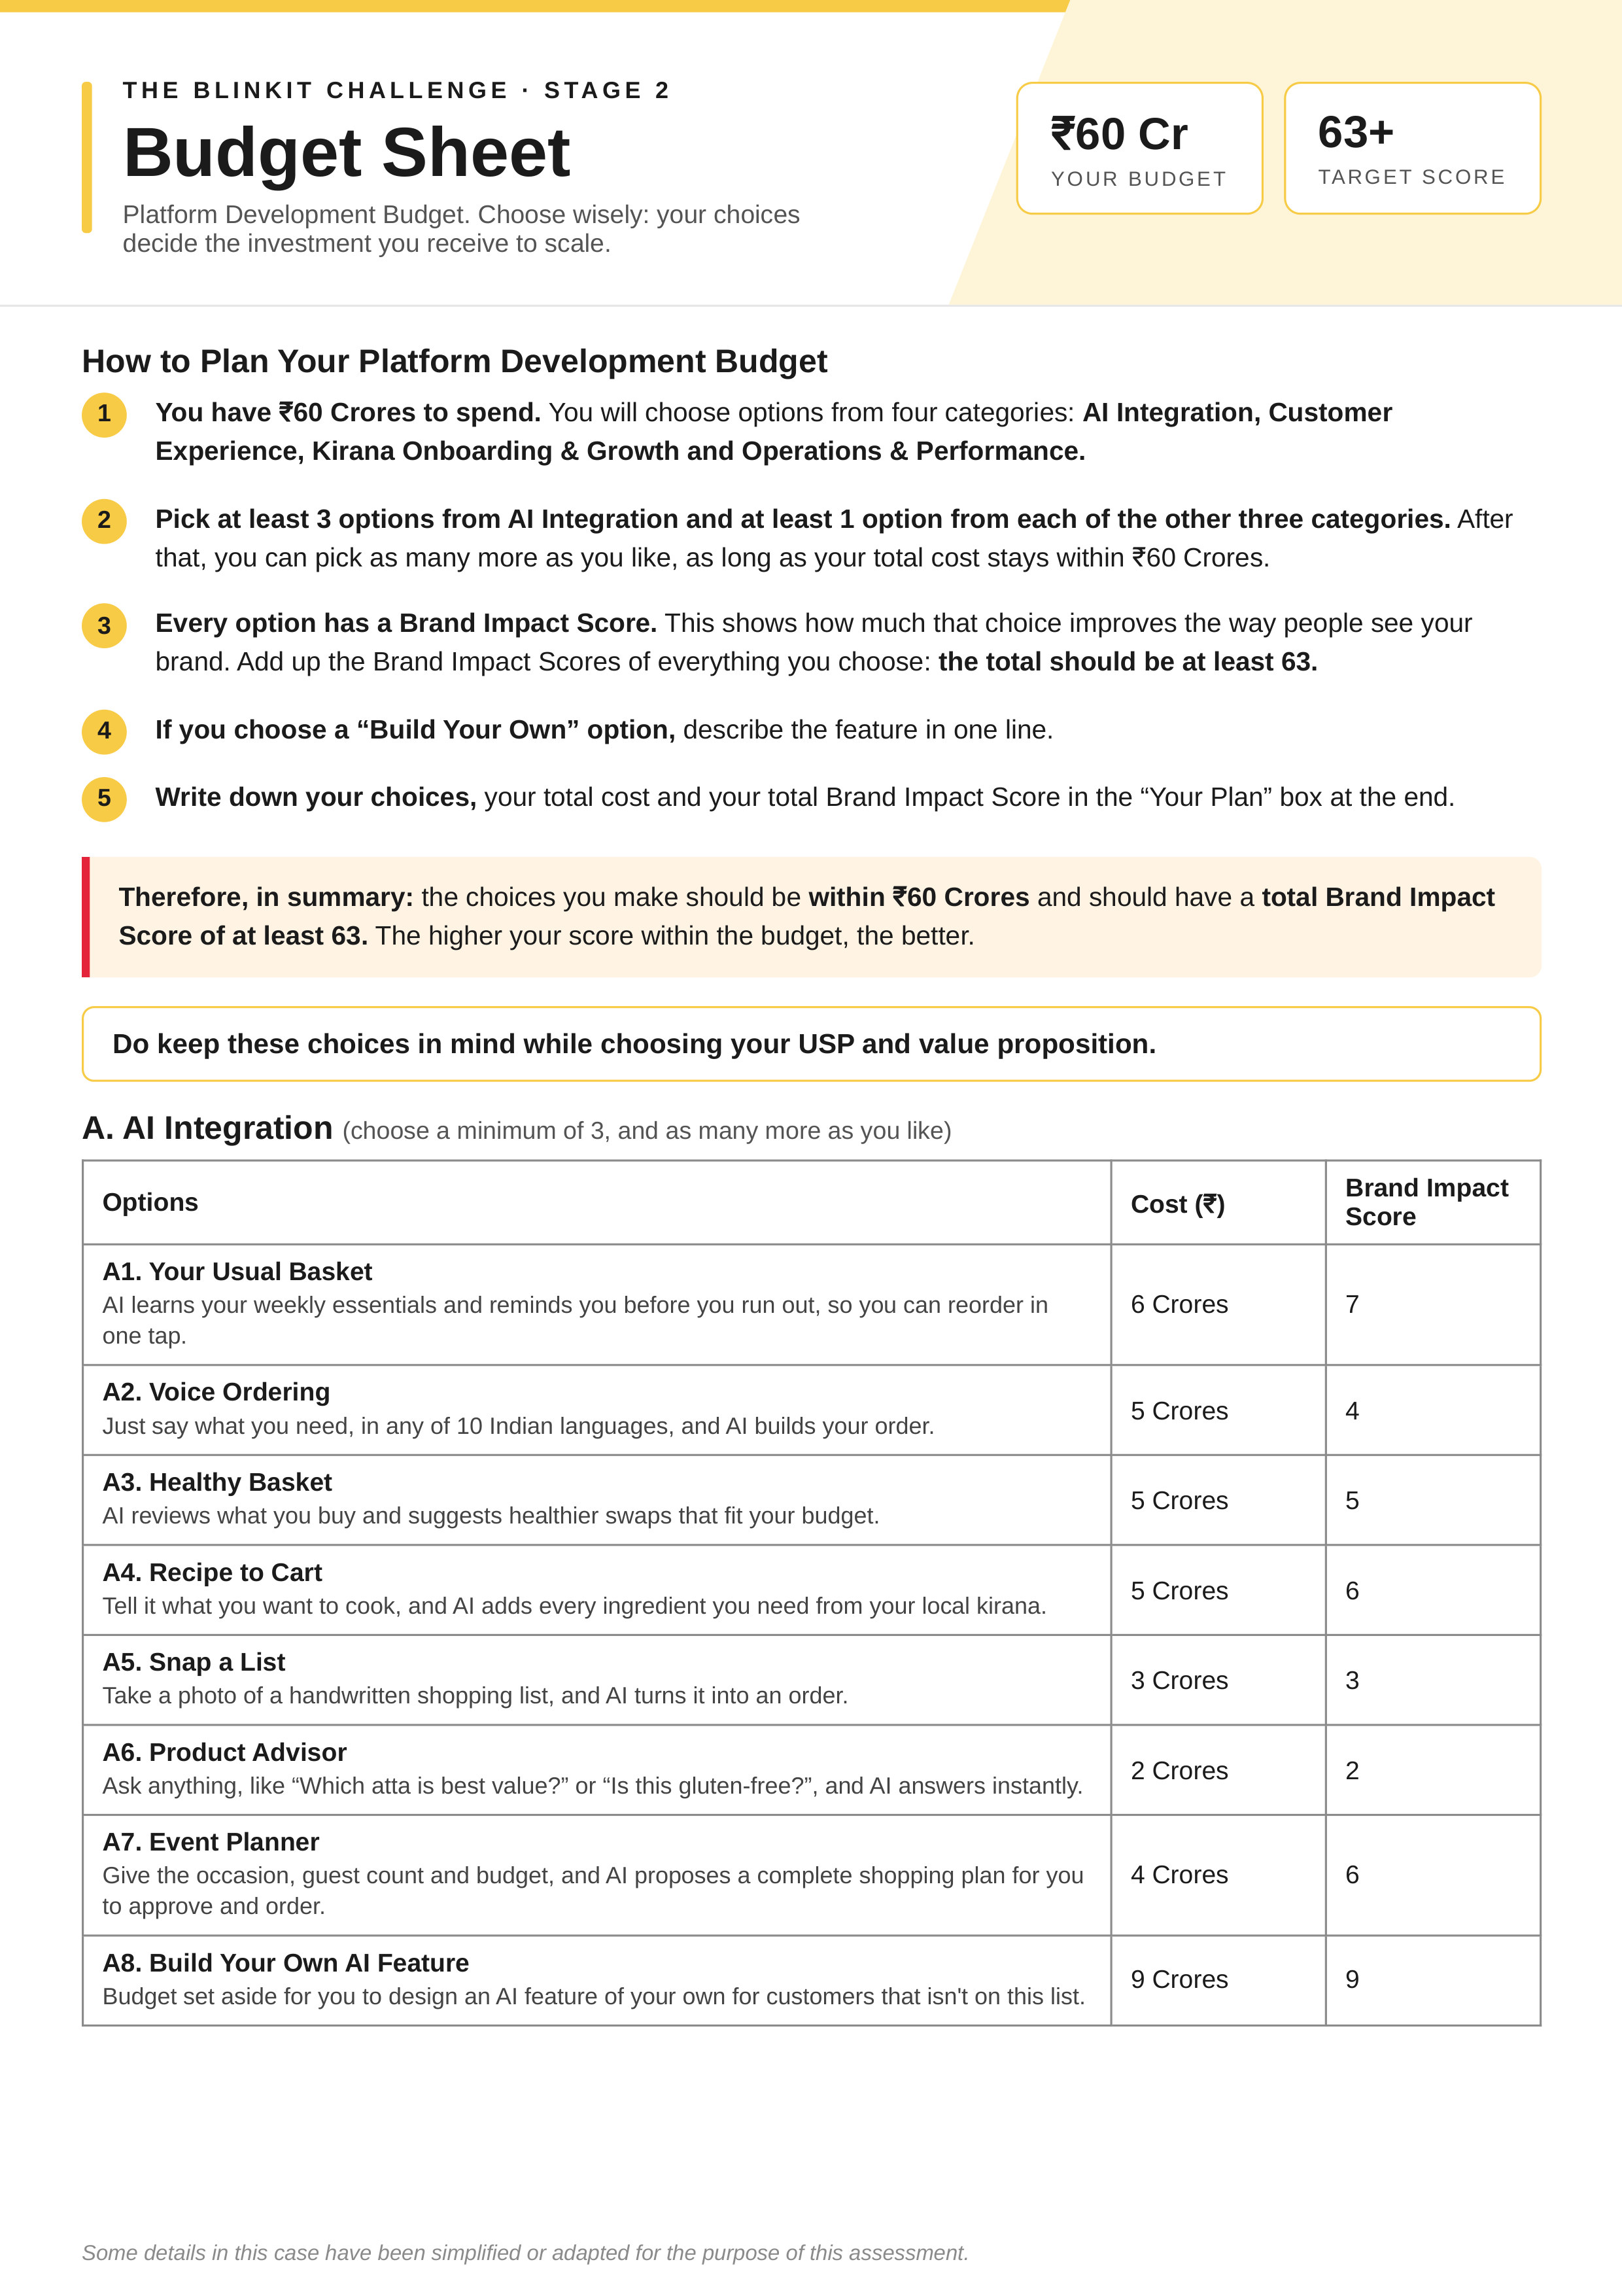 THE BLINKIT CHALLENGE · STAGE 2
Budget Sheet
Platform Development Budget. Choose wisely: your choices
decide the investment you receive to scale.
₹60 Cr
YOUR BUDGET
63+
TARGET SCORE
How to Plan Your Platform Development Budget
1 You have ₹60 Crores to spend. You will choose options from four categories: AI Integration, Customer
Experience, Kirana Onboarding & Growth and Operations & Performance.
2 Pick at least 3 options from AI Integration and at least 1 option from each of the other three categories. After
that, you can pick as many more as you like, as long as your total cost stays within ₹60 Crores.
3 Every option has a Brand Impact Score. This shows how much that choice improves the way people see your
brand. Add up the Brand Impact Scores of everything you choose: the total should be at least 63.
4 If you choose a “Build Your Own” option, describe the feature in one line.
5 Write down your choices, your total cost and your total Brand Impact Score in the “Your Plan” box at the end.
Therefore, in summary: the choices you make should be within ₹60 Crores and should have a total Brand Impact
Score of at least 63. The higher your score within the budget, the better.
Do keep these choices in mind while choosing your USP and value proposition.
A. AI Integration (choose a minimum of 3, and as many more as you like)
Options
Cost (₹)
Brand Impact
Score
A1. Your Usual Basket
AI learns your weekly essentials and reminds you before you run out, so you can reorder in
one tap.
6 Crores
7
A2. Voice Ordering
Just say what you need, in any of 10 Indian languages, and AI builds your order.
5 Crores
4
A3. Healthy Basket
AI reviews what you buy and suggests healthier swaps that fit your budget.
5 Crores
5
A4. Recipe to Cart
Tell it what you want to cook, and AI adds every ingredient you need from your local kirana.
5 Crores
6
A5. Snap a List
Take a photo of a handwritten shopping list, and AI turns it into an order.
3 Crores
3
A6. Product Advisor
Ask anything, like “Which atta is best value?” or “Is this gluten-free?”, and AI answers instantly.
2 Crores
2
A7. Event Planner
Give the occasion, guest count and budget, and AI proposes a complete shopping plan for you
to approve and order.
4 Crores
6
A8. Build Your Own AI Feature
Budget set aside for you to design an AI feature of your own for customers that isn't on this list.
9 Crores
9
Some details in this case have been simplified or adapted for the purpose of this assessment.